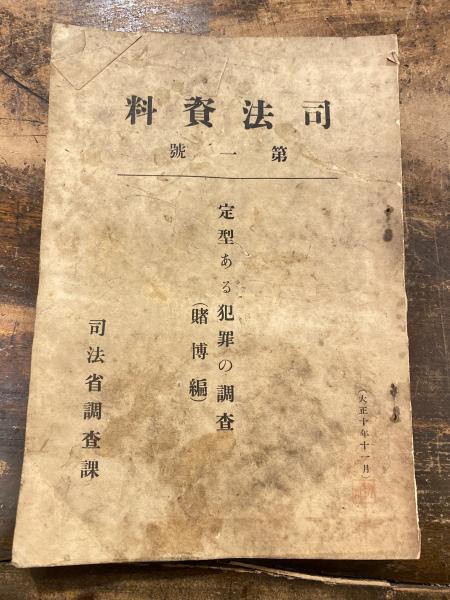 司法資料
第一號
定型ある犯罪の調査
（賭博編）
司法省調査課
（大正十年十一月）